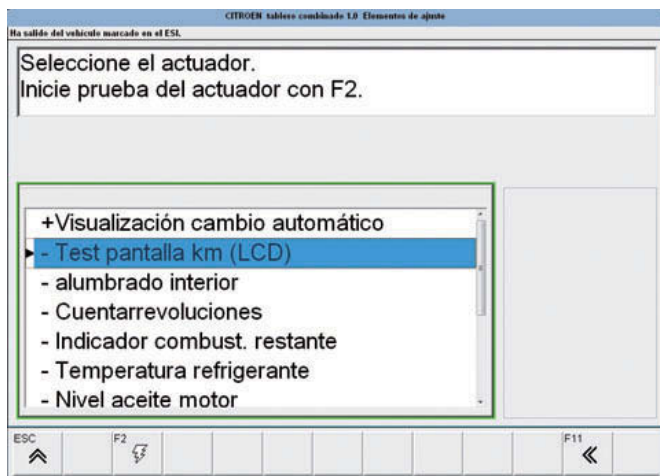 CITROEN tablero combinado 1.0 Elementos de ajuste
Ha salido del vehículo marcado en el ESI.
Seleccione el actuador.
Inicie prueba del actuador con F2.
+Visualización cambio automático
- Test pantalla km (LCD)
- alumbrado interior
- Cuentarrevoluciones
- Indicador combust. restante
- Temperatura refrigerante
- Nivel aceite motor
ESC F2 F11